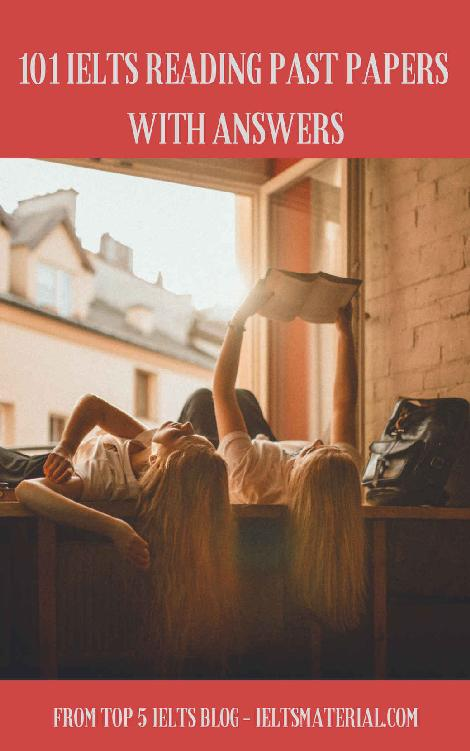 101 IELTS READING PAST PAPERS
WITH ANSWERS
FROM TOP 5 IELTS BLOG - IELTSMATERIAL.COM